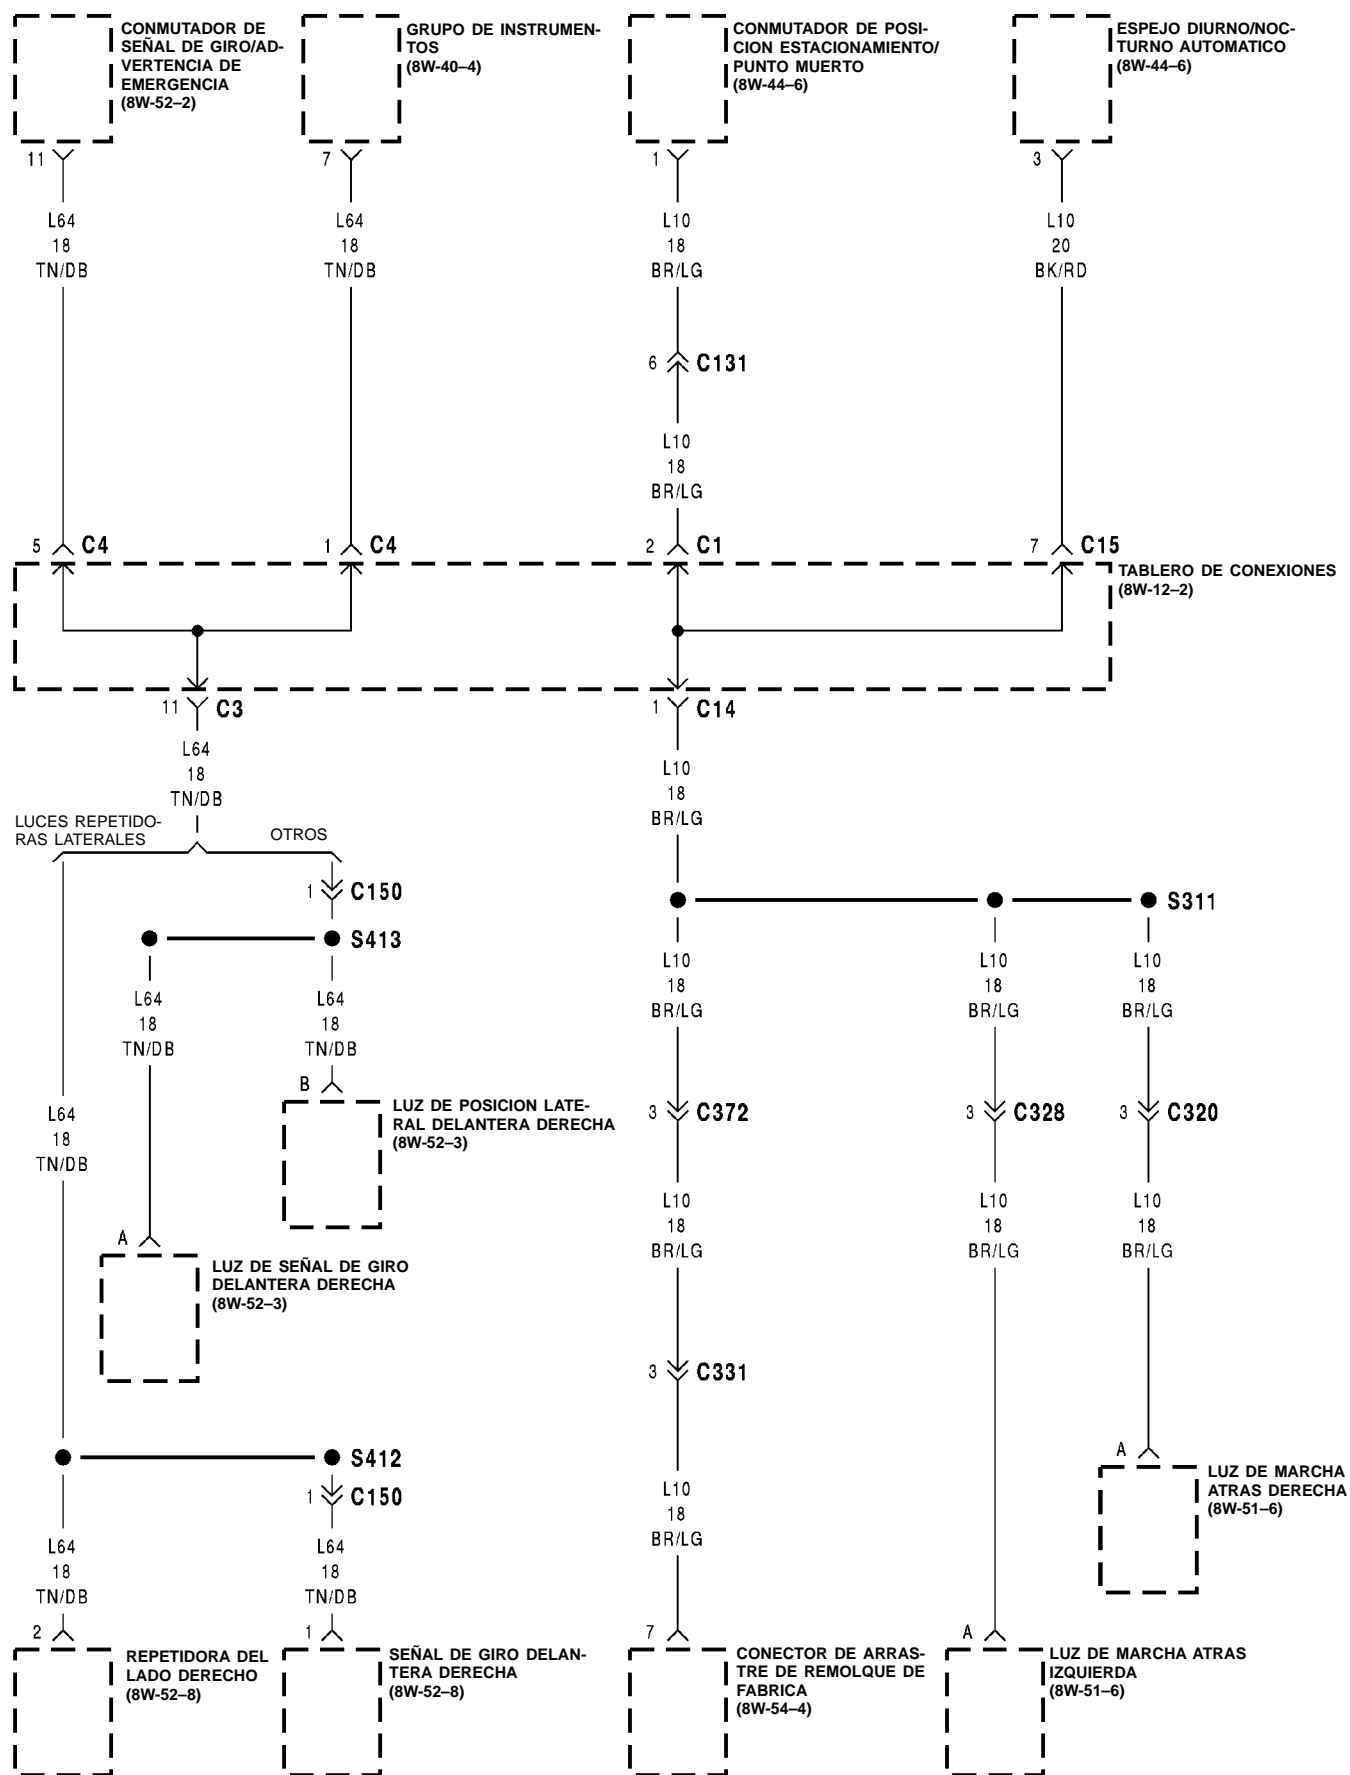 CONMUTADOR DE
SEÑAL DE GIRO/AD-
VERTENCIA DE
EMERGENCIA
(8W-52–2)
GRUPO DE INSTRUMEN-
TOS
(8W-40–4)
CONMUTADOR DE POSI-
CION ESTACIONAMIENTO/
PUNTO MUERTO
(8W-44–6)
ESPEJO DIURNO/NOC-
TURNO AUTOMATICO
(8W-44–6)
11
7
1
3
L64
18
TN/DB
L64
18
TN/DB
L10
18
BR/LG
L10
20
BK/RD
6 C131
L10
18
BR/LG
5 C4
1 C4
2 C1
7 C15
TABLERO DE CONEXIONES
(8W-12–2)
11 C3
1 C14
L64
18
TN/DB
L10
18
BR/LG
LUCES REPETIDO-
RAS LATERALES
OTROS
1 C150
S311
S413
L64
18
TN/DB
L64
18
TN/DB
L10
18
BR/LG
L10
18
BR/LG
L10
18
BR/LG
B
LUZ DE POSICION LATE-
RAL DELANTERA DERECHA
(8W-52–3)
L64
18
TN/DB
3 C372
3 C328
3 C320
L10
18
BR/LG
L10
18
BR/LG
L10
18
BR/LG
A
LUZ DE SEÑAL DE GIRO
DELANTERA DERECHA
(8W-52–3)
3 C331
S412
A
LUZ DE MARCHA
ATRAS DERECHA
(8W-51–6)
1 C150
L10
18
BR/LG
L64
18
TN/DB
L64
18
TN/DB
2
1
7
A
REPETIDORA DEL
LADO DERECHO
(8W-52–8)
SEÑAL DE GIRO DELAN-
TERA DERECHA
(8W-52–8)
CONECTOR DE ARRAS-
TRE DE REMOLQUE DE
FABRICA
(8W-54–4)
LUZ DE MARCHA ATRAS
IZQUIERDA
(8W-51–6)